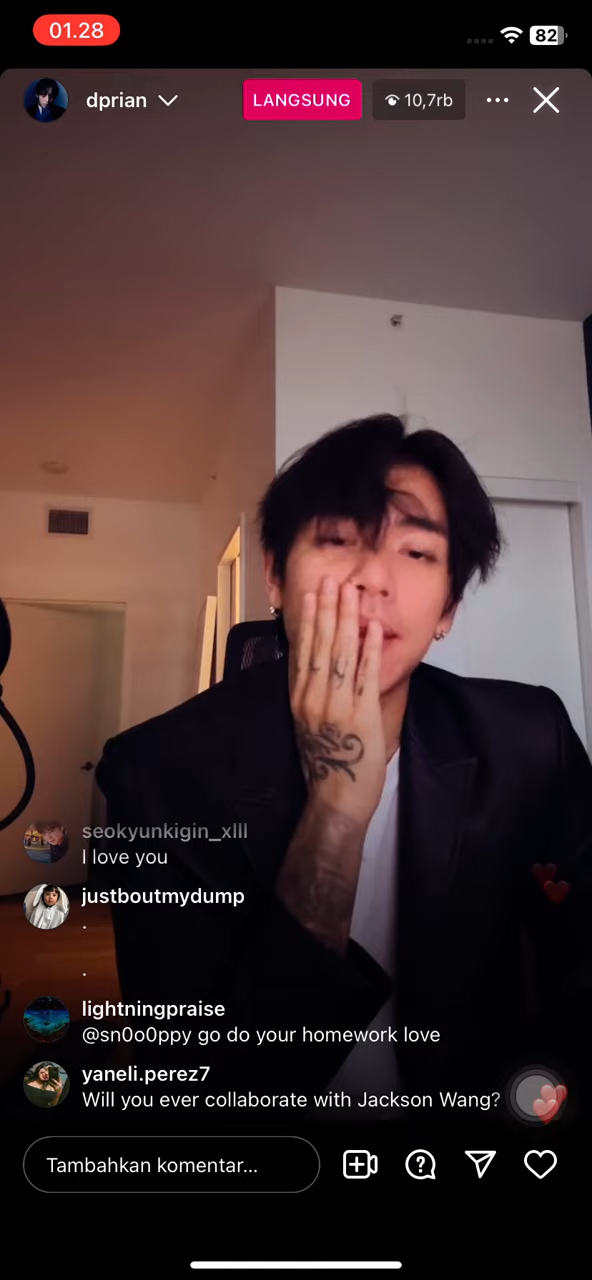 01.28
82
dprian
LANGSUNG
10,7rb
seokyunkigin_xlll
I love you
justboutmydump
.
.
lightningpraise
@sn0o0ppy go do your homework love
yaneli.perez7
Will you ever collaborate with Jackson Wang?
Tambahkan komentar...